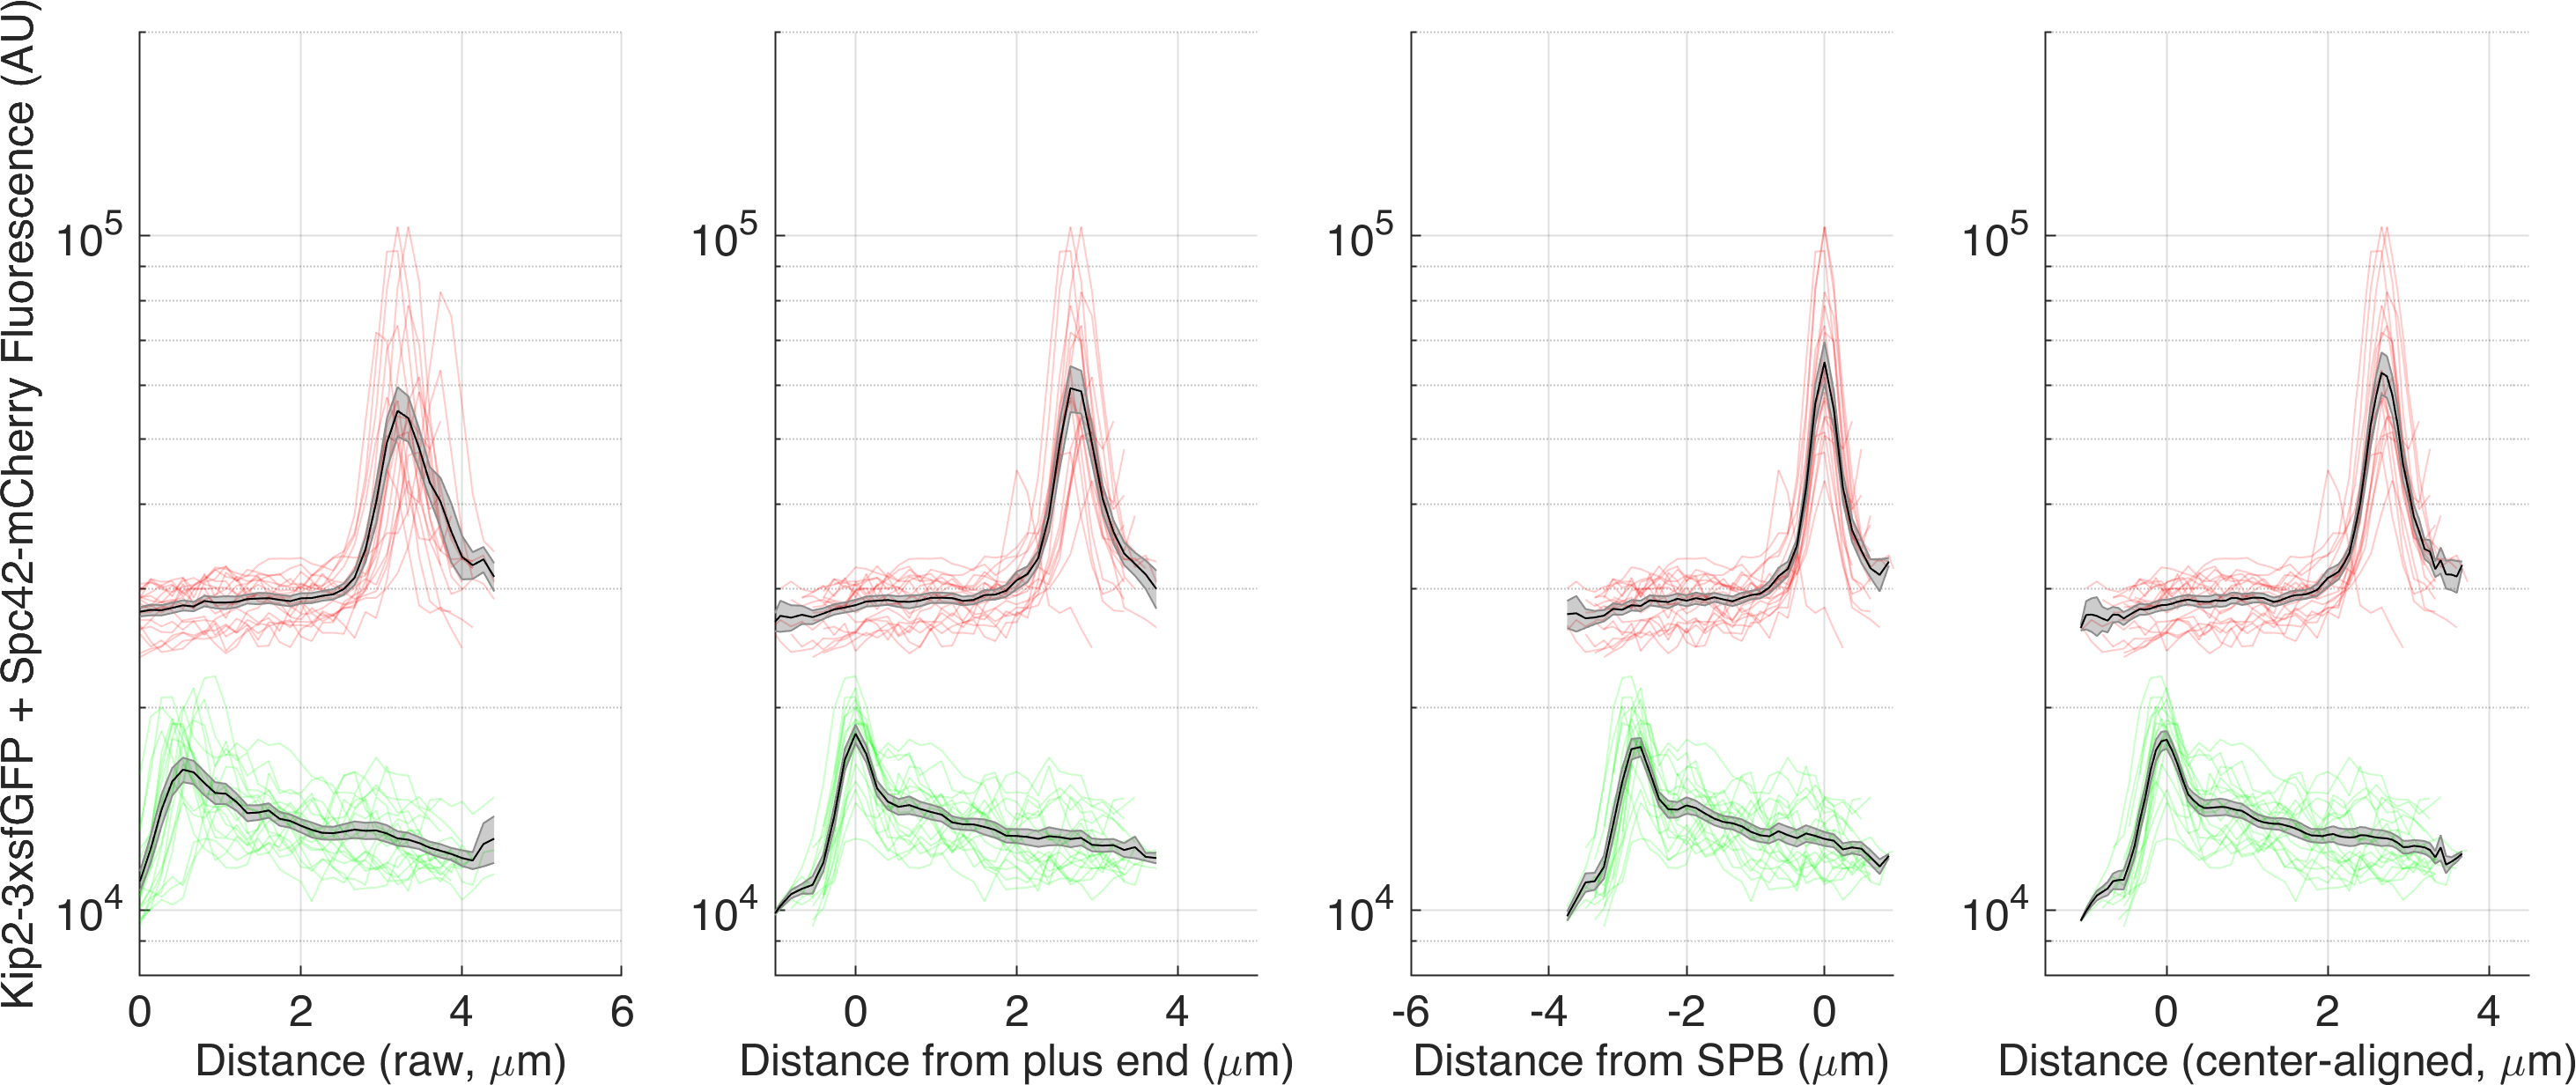 Kip2-3xsfGFP + Spc42-mCherry Fluorescence (AU)
10^5
10^4
0 2 4 6
Distance (raw, μm)
10^5
10^4
0 2 4
Distance from plus end (μm)
10^5
10^4
-6 -4 -2 0
Distance from SPB (μm)
10^5
10^4
0 2 4
Distance (center-aligned, μm)